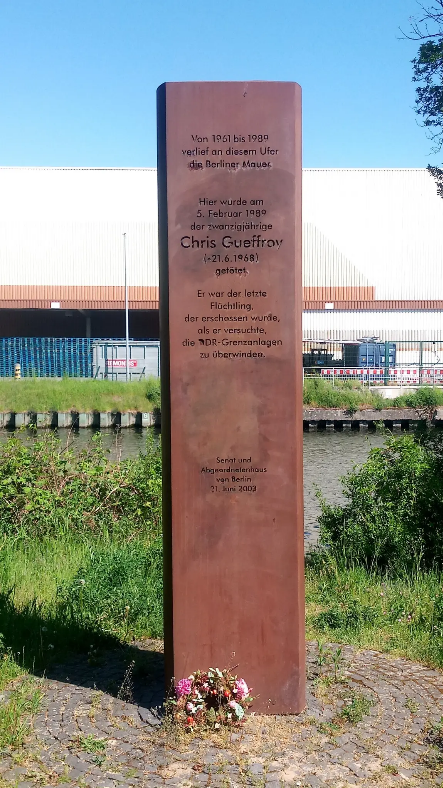 Von 1961 bis 1989
verlief an diesem Ufer
die Berliner Mauer
Hier wurde am
5. Februar 1989
der zwanzigjährige
Chris Gueffroy
(*21.6.1968)
getötet.
Er war der letzte
Flüchtling,
der erschossen wurde,
als er versuchte,
die DDR-Grenzanlagen
zu überwinden.
Senat und
Abgeordnetenhaus
von Berlin
21. Juni 2003